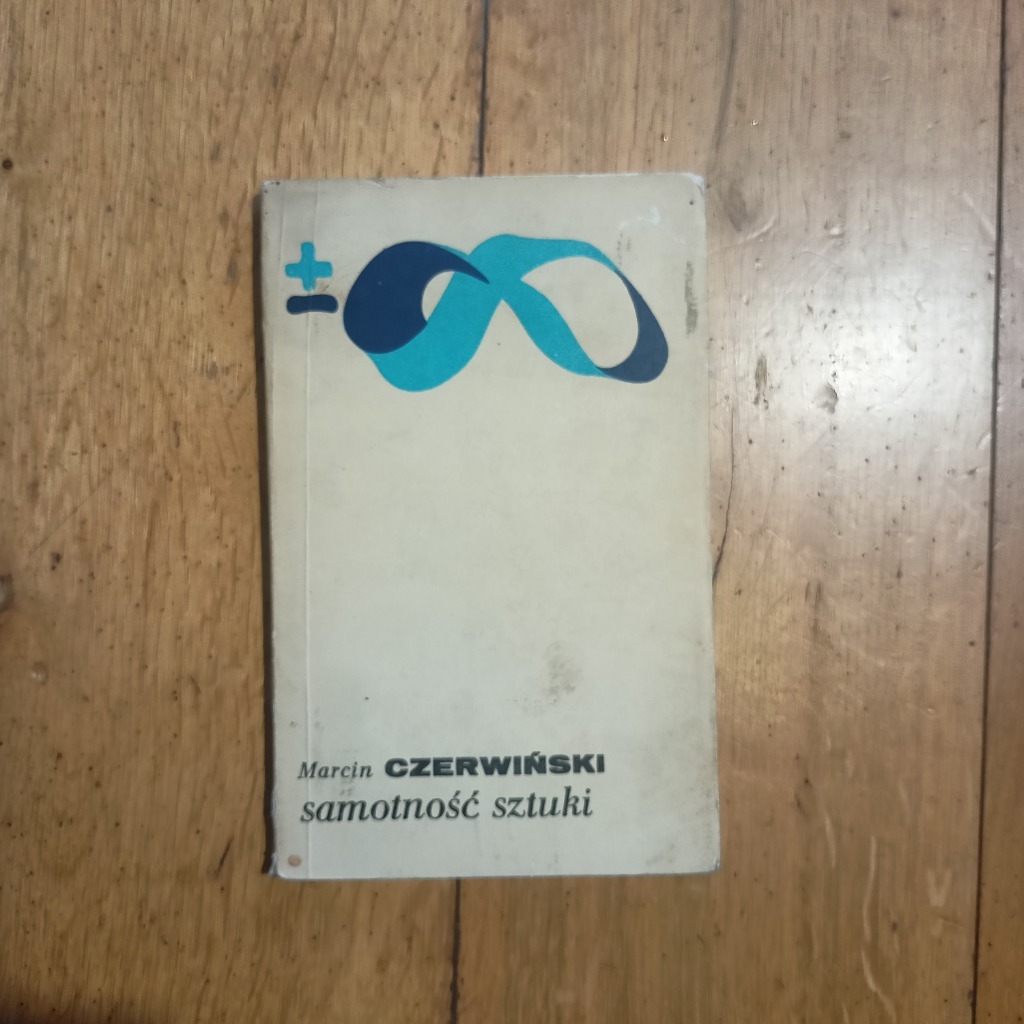 ±
Marcin CZERWIŃSKI
samotność sztuki